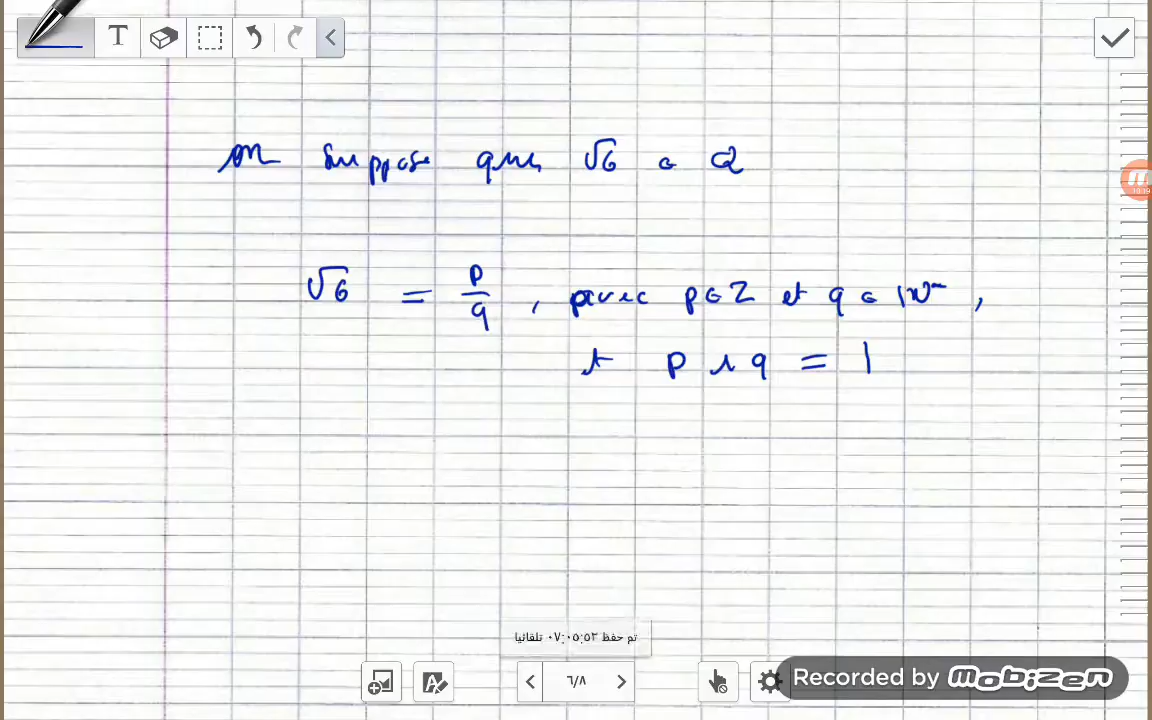 T
on suppose que √6 ∈ Q
√6 = p/q , avec p ∈ Z et q ∈ IN* ,
et p ∧ q = 1
تم حفظ ٠٧:٠٥:٥٣ تلقائيا
٦/٨
Recorded by mobizen